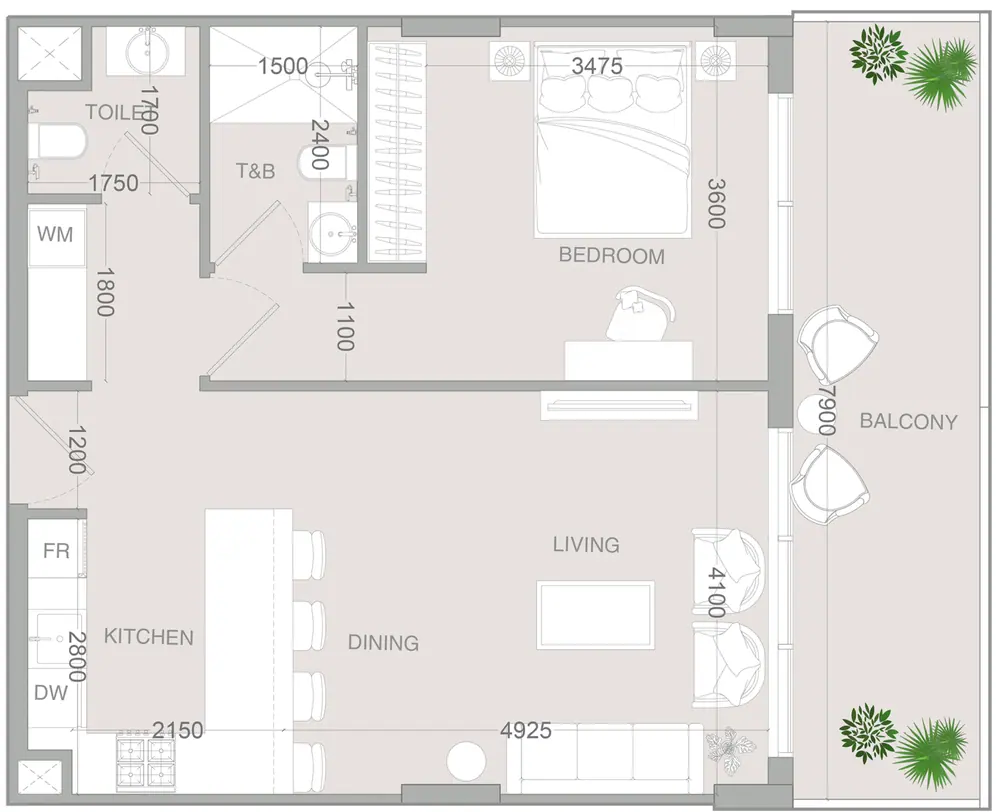 1500
3475
1700
TOILET
2400
T&B
1750
3600
WM
BEDROOM
1800
1100
7900
BALCONY
1200
FR
LIVING
4100
KITCHEN
DINING
2800
DW
2150
4925